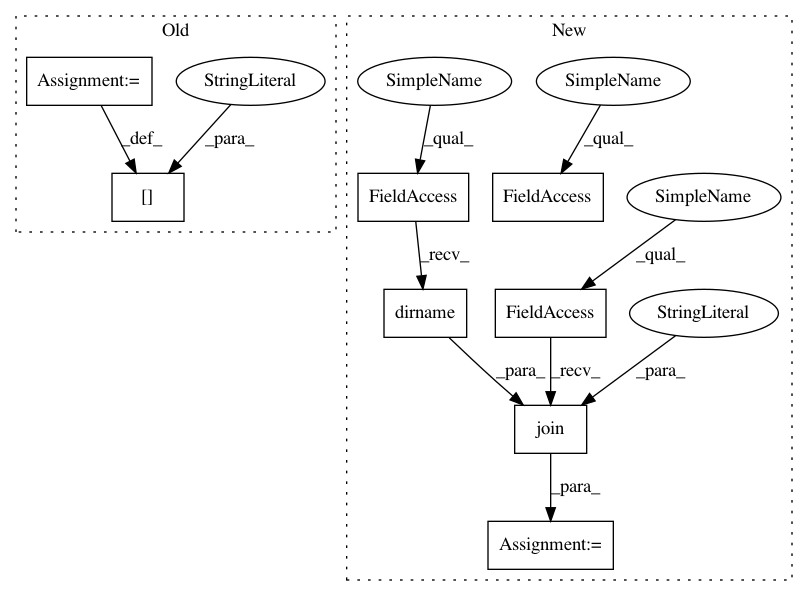 Old
New
Assignment:=
StringLiteral
SimpleName
SimpleName
_def_
_para_
_qual_
_qual_
[]
FieldAccess
FieldAccess
SimpleName
_recv_
_qual_
dirname
FieldAccess
StringLiteral
_para_
_recv_
_para_
join
_para_
Assignment:=